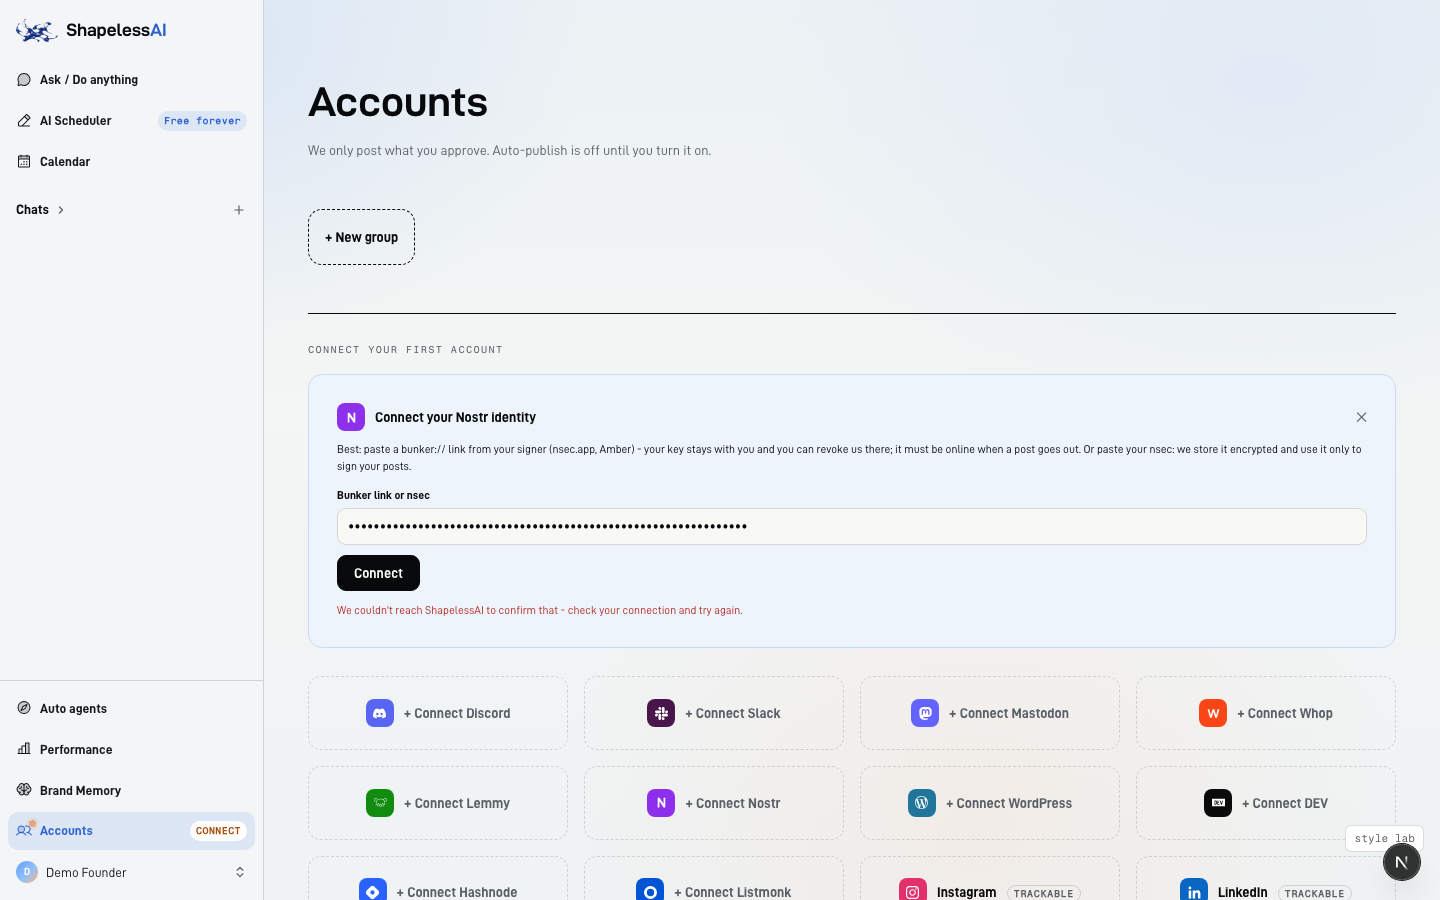 ShapelessAI
Ask / Do anything
AI Scheduler
Free forever
Calendar
Chats
Accounts
We only post what you approve. Auto-publish is off until you turn it on.
+ New group
CONNECT YOUR FIRST ACCOUNT
N
Connect your Nostr identity
Best: paste a bunker:// link from your signer (nsec.app, Amber) - your key stays with you and you can revoke us there; it must be online when a post goes out. Or paste your nsec: we store it encrypted and use it only to
sign your posts.
Bunker link or nsec
Connect
We couldn't reach ShapelessAI to confirm that - check your connection and try again.
+ Connect Discord
+ Connect Slack
+ Connect Mastodon
W + Connect Whop
+ Connect Lemmy
N + Connect Nostr
+ Connect WordPress
DEV + Connect DEV
+ Connect Hashnode
+ Connect Listmonk
Instagram TRACKABLE
in LinkedIn TRACKABLE
Auto agents
Performance
Brand Memory
Accounts
CONNECT
D Demo Founder
style lab
N